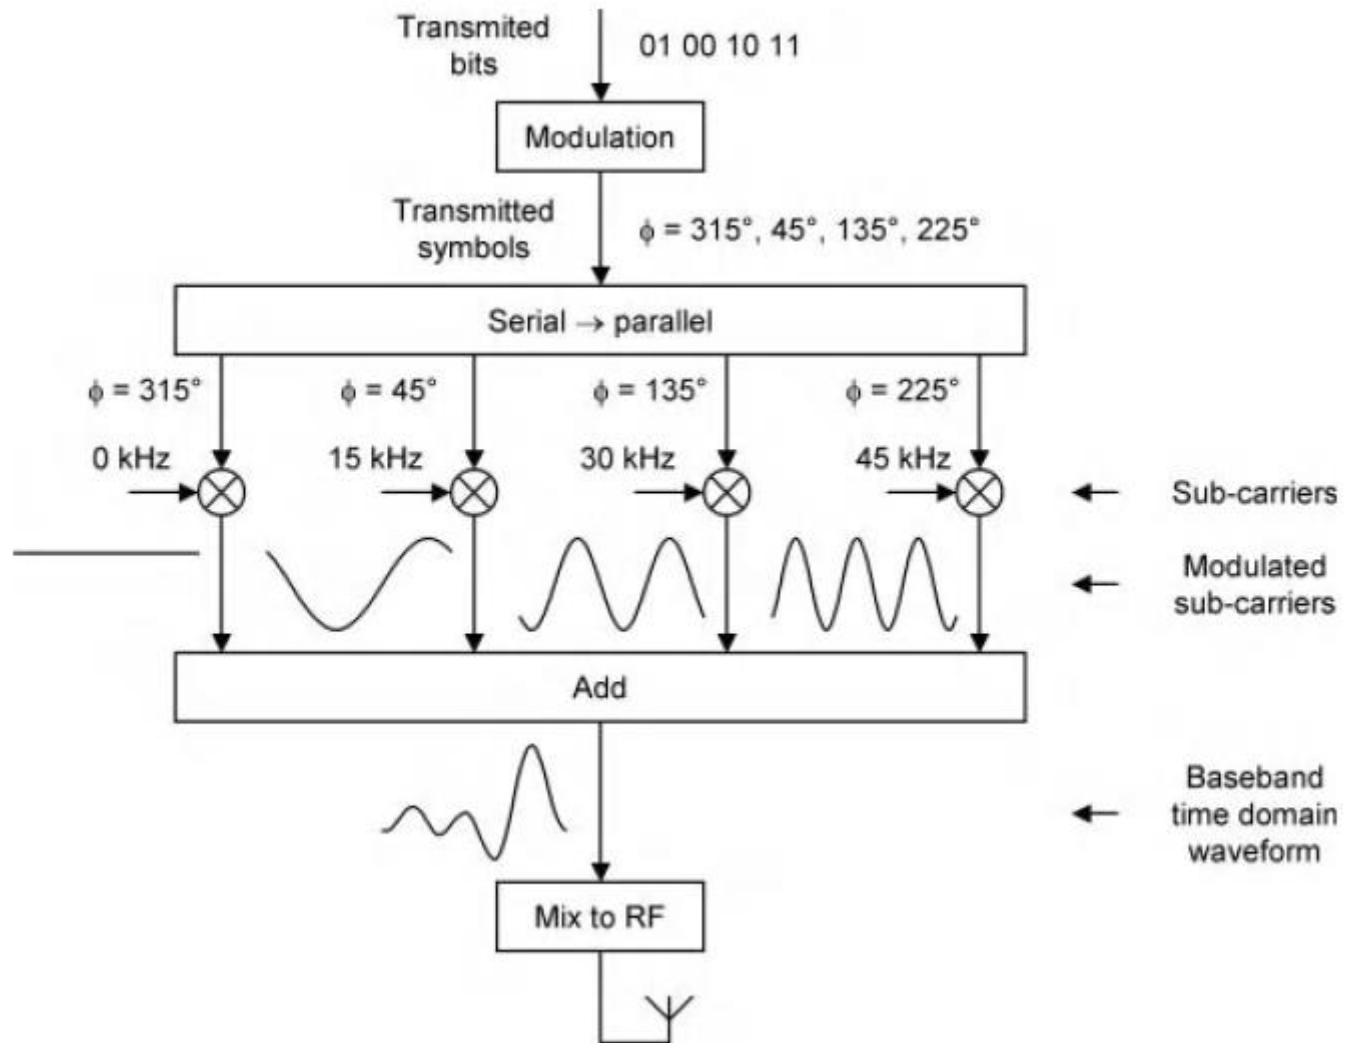 Transmited
bits
01 00 10 11
Modulation
Transmitted
symbols
ϕ = 315°, 45°, 135°, 225°
Serial → parallel
ϕ = 315°
ϕ = 45°
ϕ = 135°
ϕ = 225°
0 kHz
15 kHz
30 kHz
45 kHz
Sub-carriers
Modulated
sub-carriers
Add
Baseband
time domain
waveform
Mix to RF